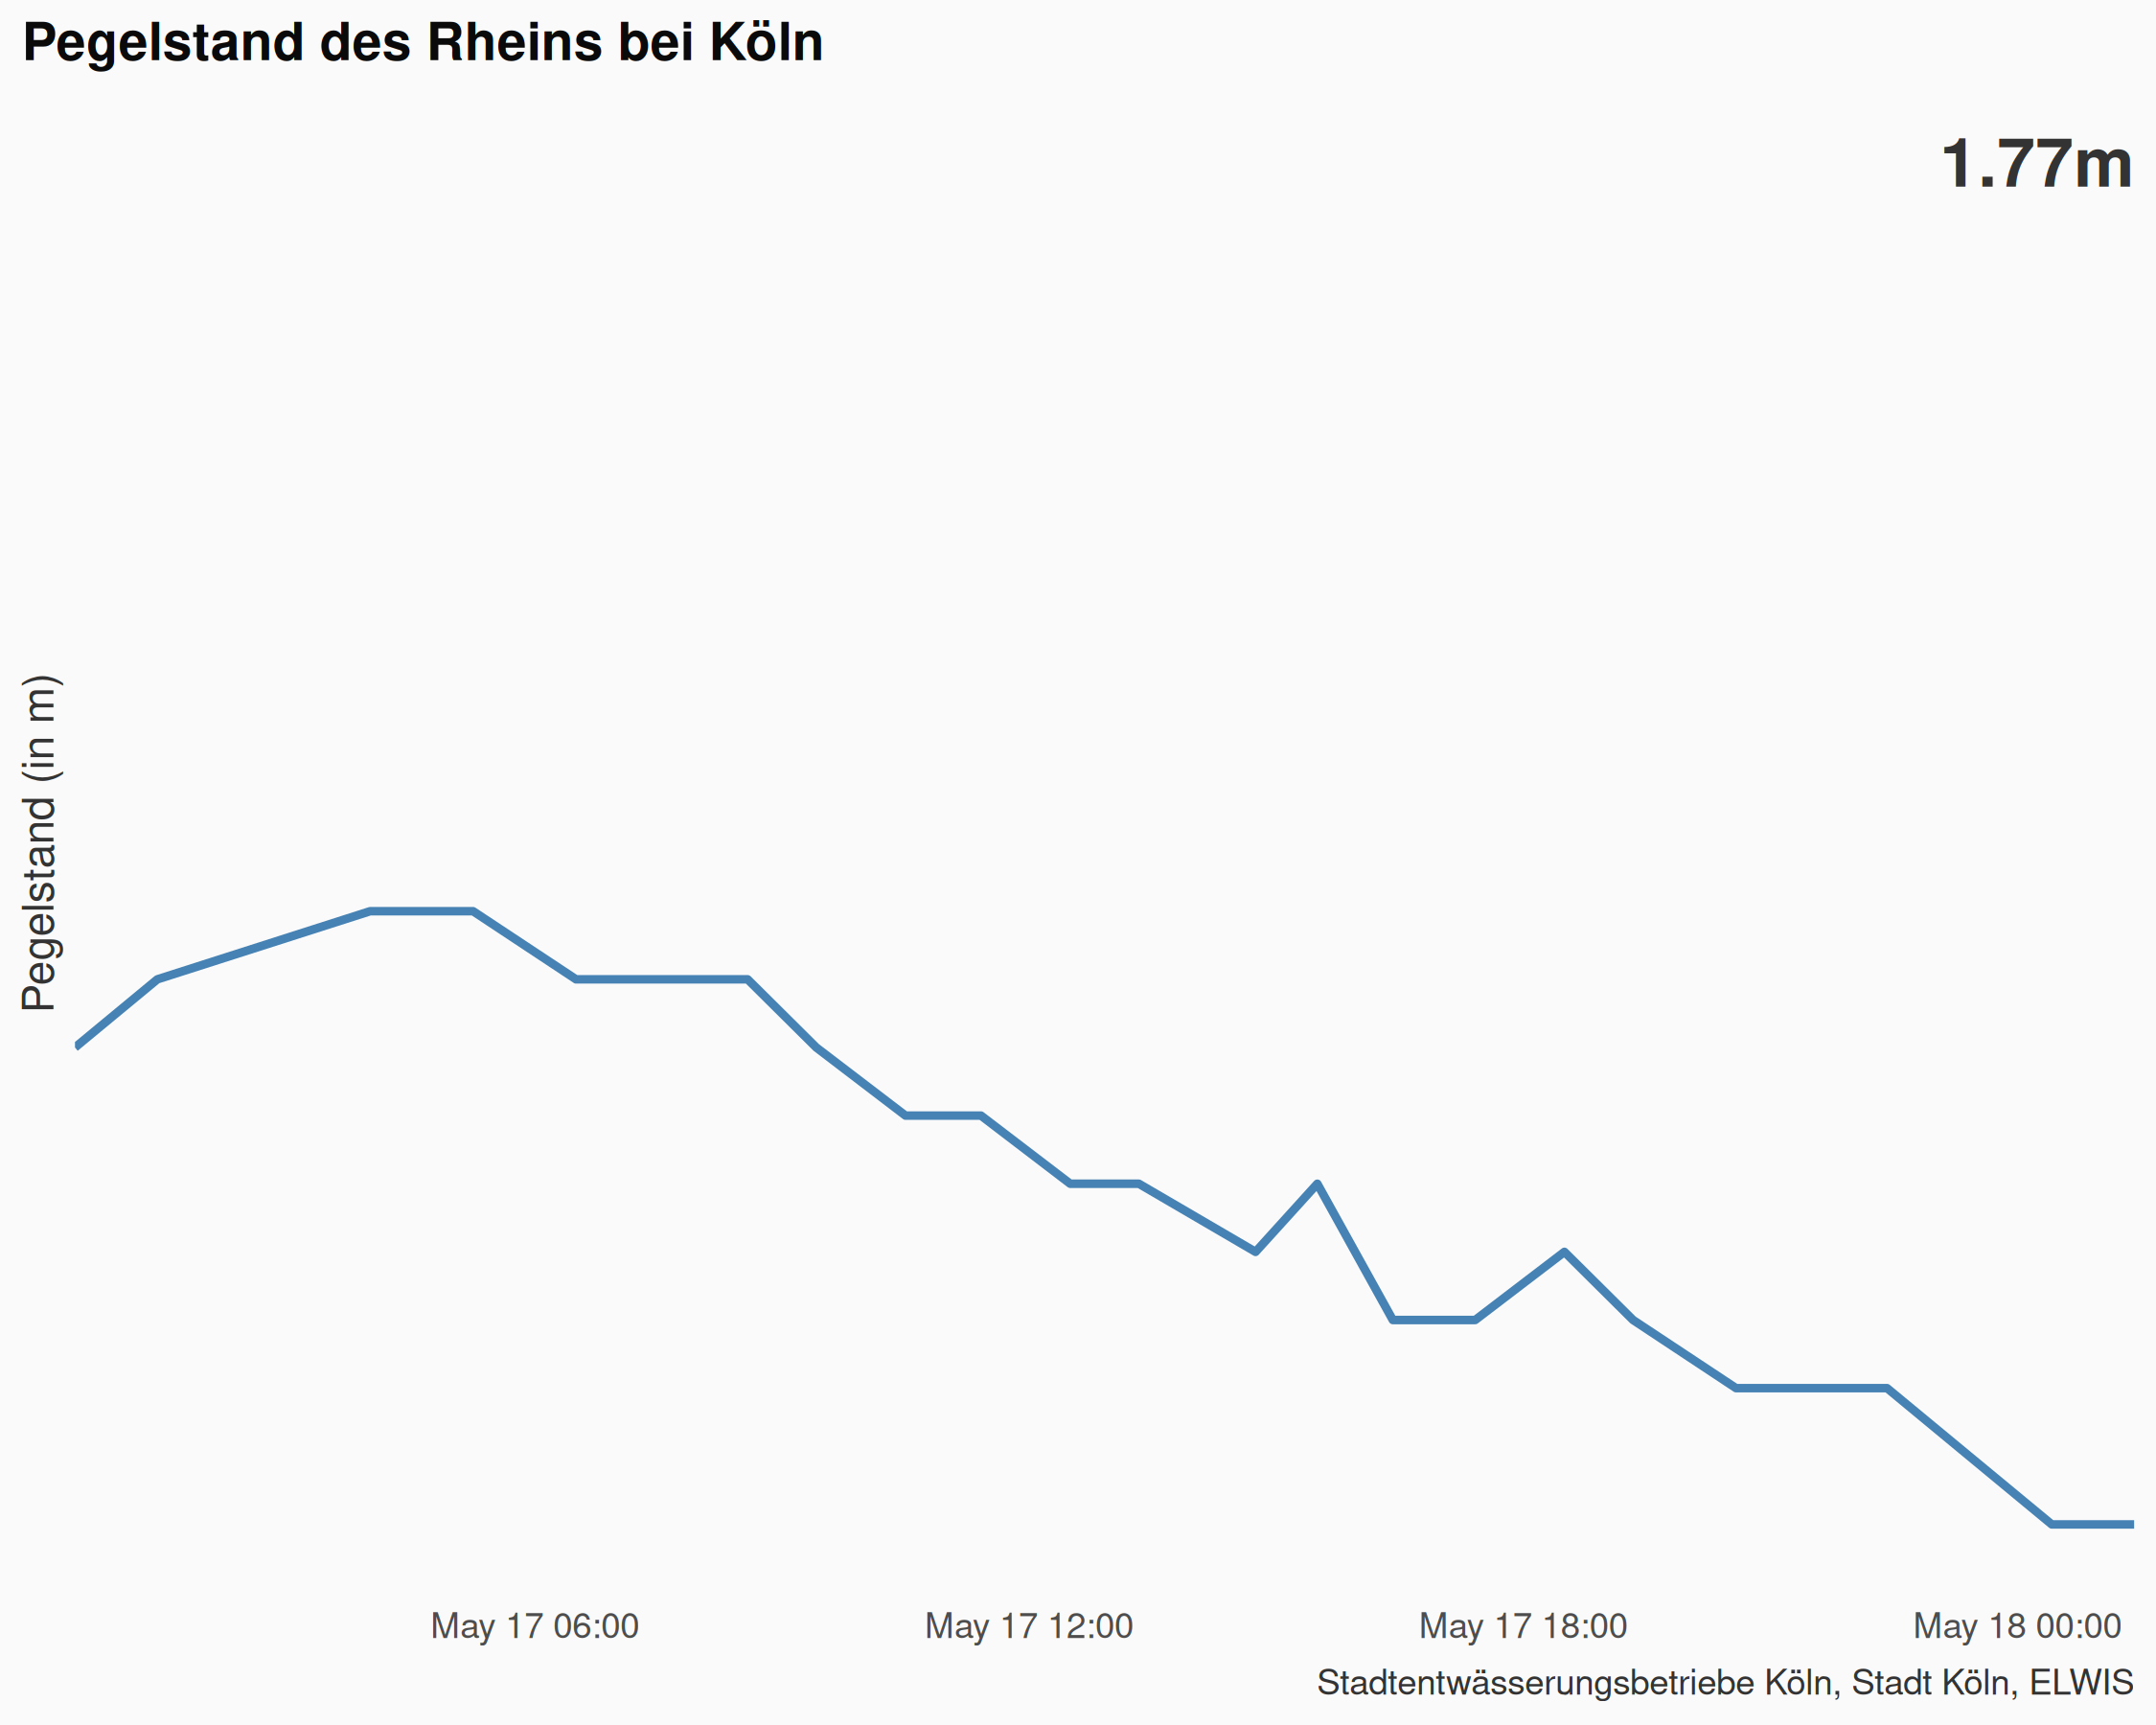 Pegelstand des Rheins bei Köln
1.77m
Pegelstand (in m)
May 17 06:00 May 17 12:00 May 17 18:00 May 18 00:00
Stadtentwässerungsbetriebe Köln, Stadt Köln, ELWIS